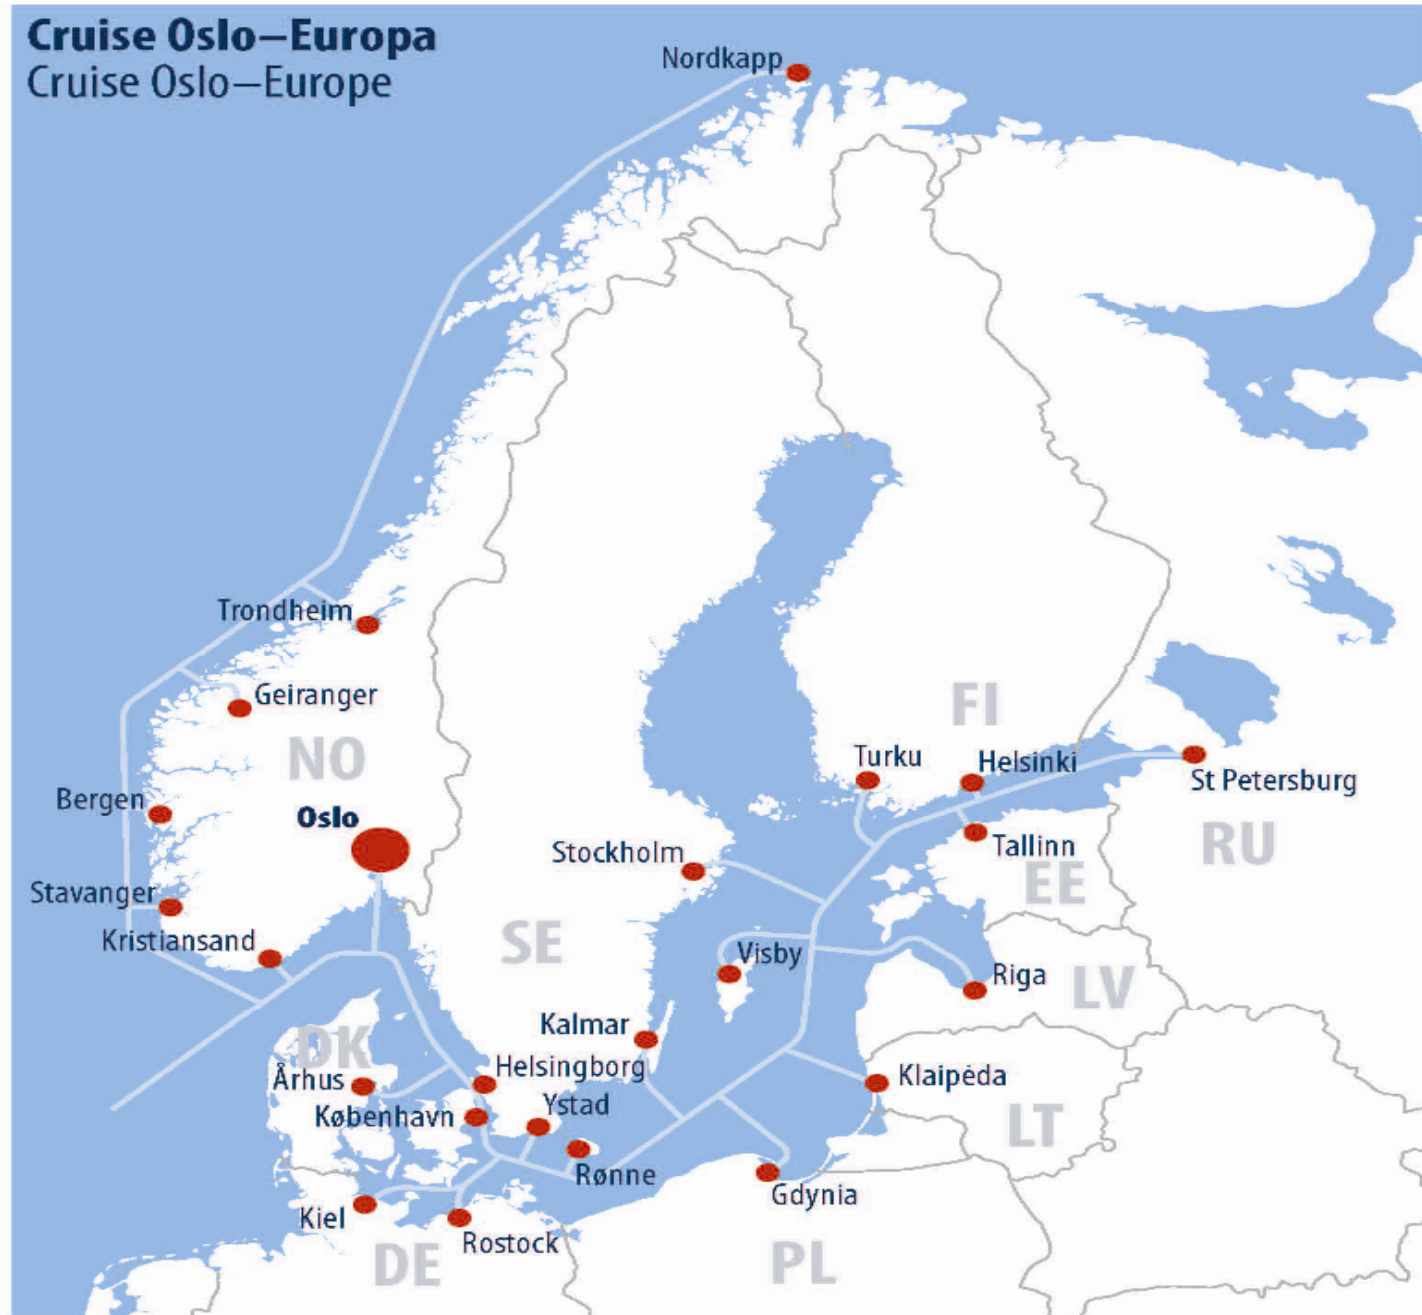 Cruise Oslo–Europa
Cruise Oslo–Europe
Nordkapp
Trondheim
Geiranger
FI
NO
Turku
Helsinki
St Petersburg
Bergen
Oslo
Stockholm
Tallinn
RU
EE
Stavanger
Kristiansand
SE
Visby
Riga
LV
Kalmar
DK
Århus
Helsingborg
Klaipėda
København
Ystad
LT
Rønne
Gdynia
Kiel
Rostock
DE
PL